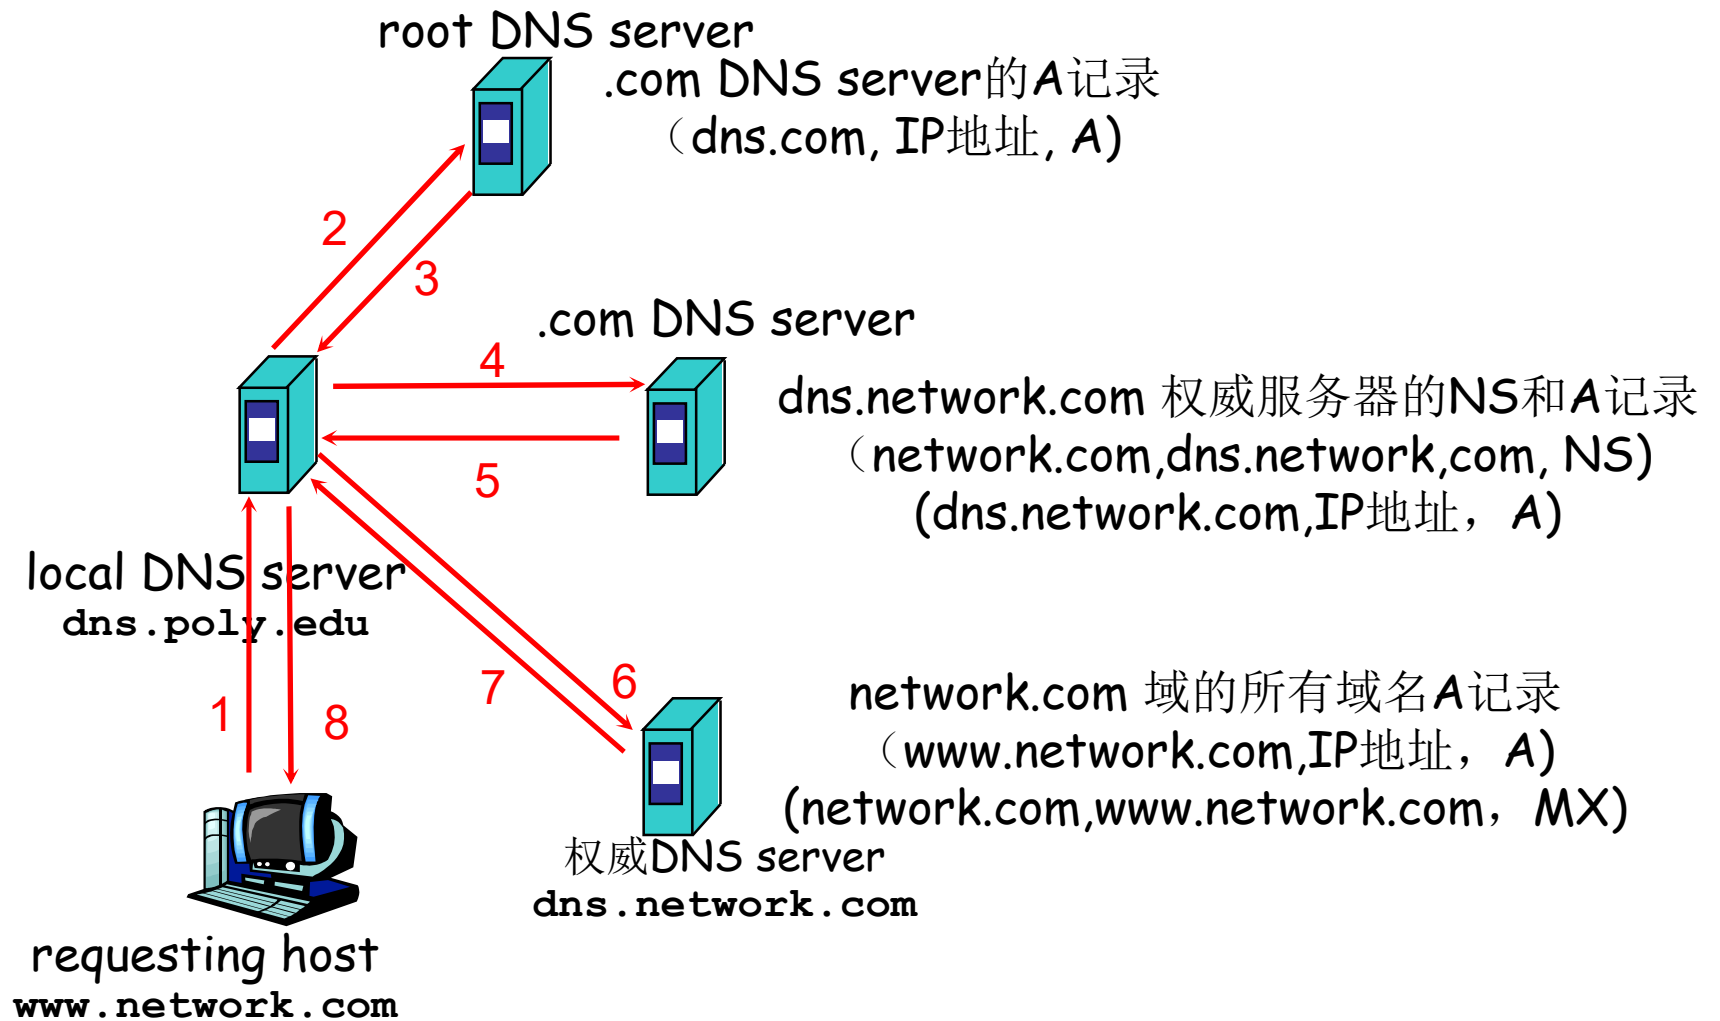 root DNS server
.com DNS server的A记录
（dns.com, IP地址, A)
2
3
.com DNS server
4
dns.network.com 权威服务器的NS和A记录
（network.com,dns.network,com, NS)
(dns.network.com,IP地址，A)
5
local DNS server
dns.poly.edu
1
8
7
6
network.com 域的所有域名A记录
（www.network.com,IP地址，A)
(network.com,www.network.com，MX)
权威DNS server
dns.network.com
requesting host
www.network.com